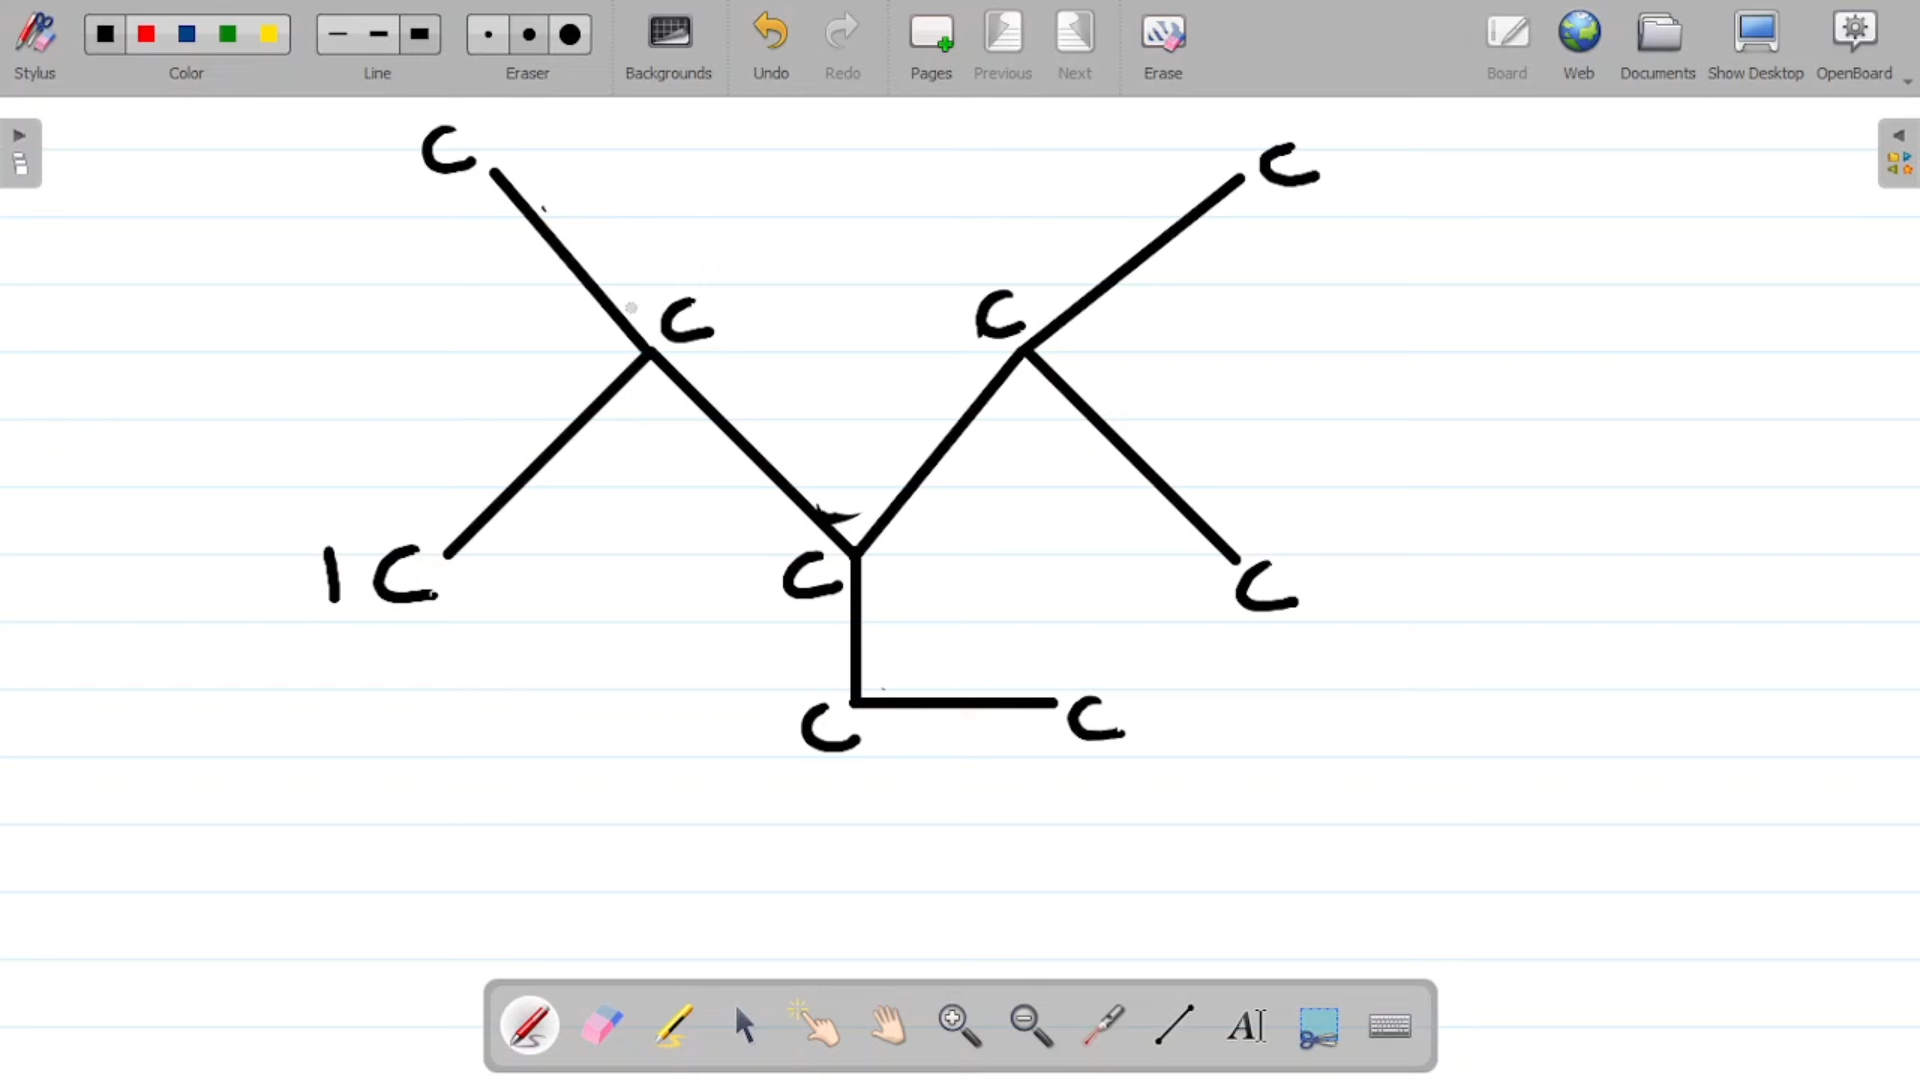 Stylus Color Line Eraser Backgrounds Undo Redo Pages Previous Next Erase Board Web Documents Show Desktop OpenBoard
C C
C C
1 C C C
C C
A